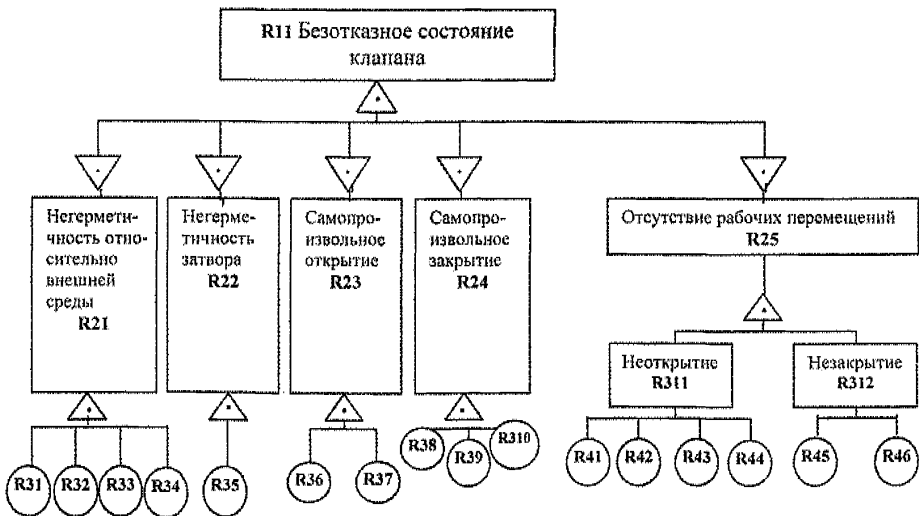 R11 Безотказное состояние
клапана
Негермети-
чность отно-
сительно
внешней
среды
R21
Негерме-
тичность
затвора
R22
Самопро-
извольное
открытие
R23
Самопро-
извольное
закрытие
R24
Отсутствие рабочих перемещений
R25
Неоткрытие
R311
Незакрытие
R312
R31 R32 R33 R34 R35 R36 R37 R38 R39 R310 R41 R42 R43 R44 R45 R46